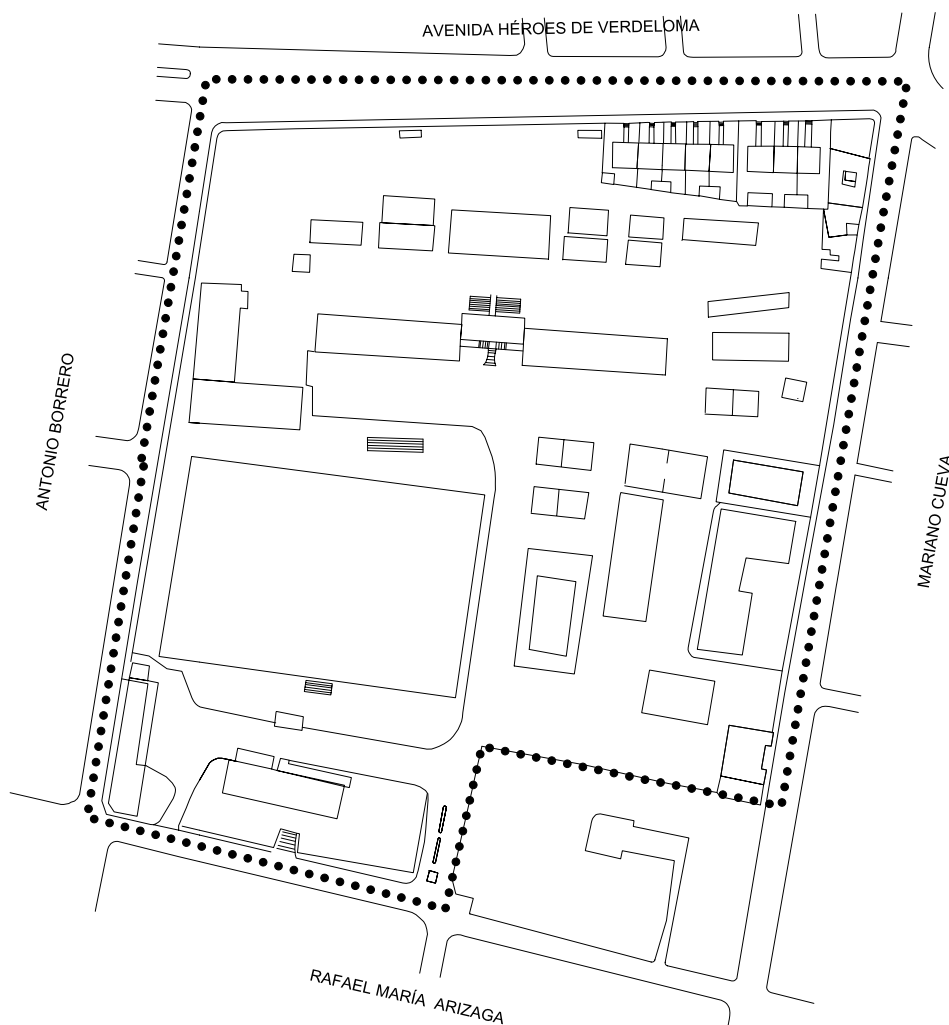 AVENIDA HÉROES DE VERDELOMA
ANTONIO BORRERO
MARIANO CUEVA
RAFAEL MARÍA ARIZAGA